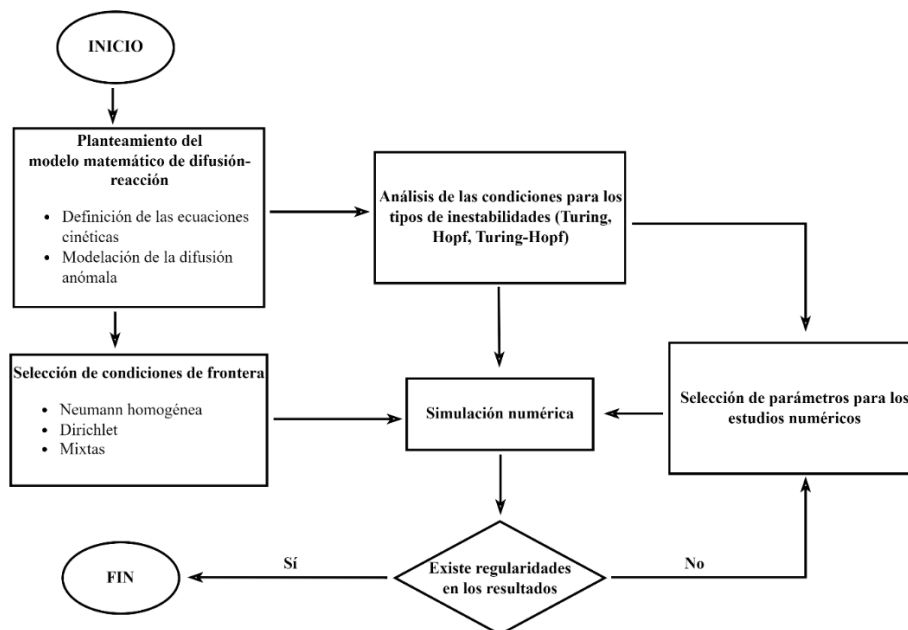 INICIO
Planteamiento del
modelo matemático de difusión-
reacción
• Definición de las ecuaciones
cinéticas
• Modelación de la difusión
anómala
Análisis de las condiciones para los
tipos de inestabilidades (Turing,
Hopf, Turing-Hopf)
Selección de condiciones de frontera
• Neumann homogénea
• Dirichlet
• Mixtas
Simulación numérica
Selección de parámetros para los
estudios numéricos
FIN
Sí
Existe regularidades
en los resultados
No